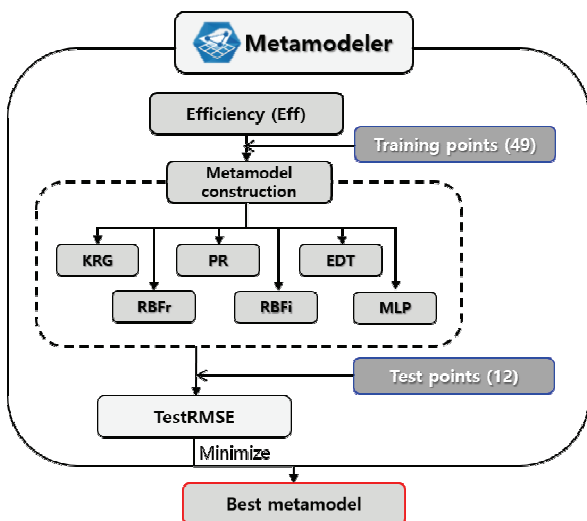 Metamodeler
Efficiency (Eff)
Training points (49)
Metamodel
construction
KRG
PR
EDT
RBFr
RBFi
MLP
Test points (12)
TestRMSE
Minimize
Best metamodel